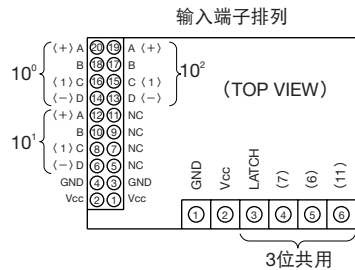 输入端子排列
10⁰ (+) A ⑳ ⑲ A (+) 10²
B ⑱ ⑰ B
(1) C ⑯ ⑮ C (1)
(−) D ⑭ ⑬ D (−)
10¹ (+) A ⑫ ⑪ NC
B ⑩ ⑨ NC
(1) C ⑧ ⑦ NC
(−) D ⑥ ⑤ NC
GND ④ ③ GND
Vcc ② ① Vcc
(TOP VIEW)
GND Vcc LATCH (7) (6) (11)
① ② ③ ④ ⑤ ⑥
3位共用